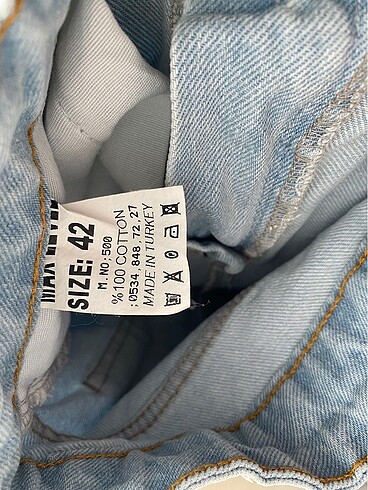 SIZE: 42
M. NO: 500
%100 COTTON
;0534, 848, 72, 27
MADE IN TURKEY